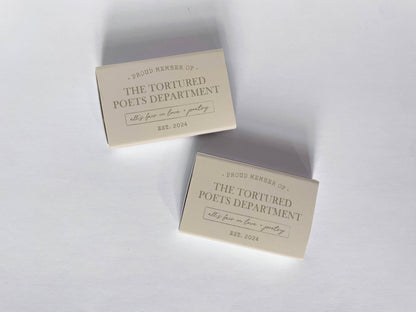 · PROUD MEMBER OF ·
THE TORTURED
POETS DEPARTMENT
all's fair in love + poetry
EST. 2024
· PROUD MEMBER OF ·
THE TORTURED
POETS DEPARTMENT
all's fair in love + poetry
EST. 2024